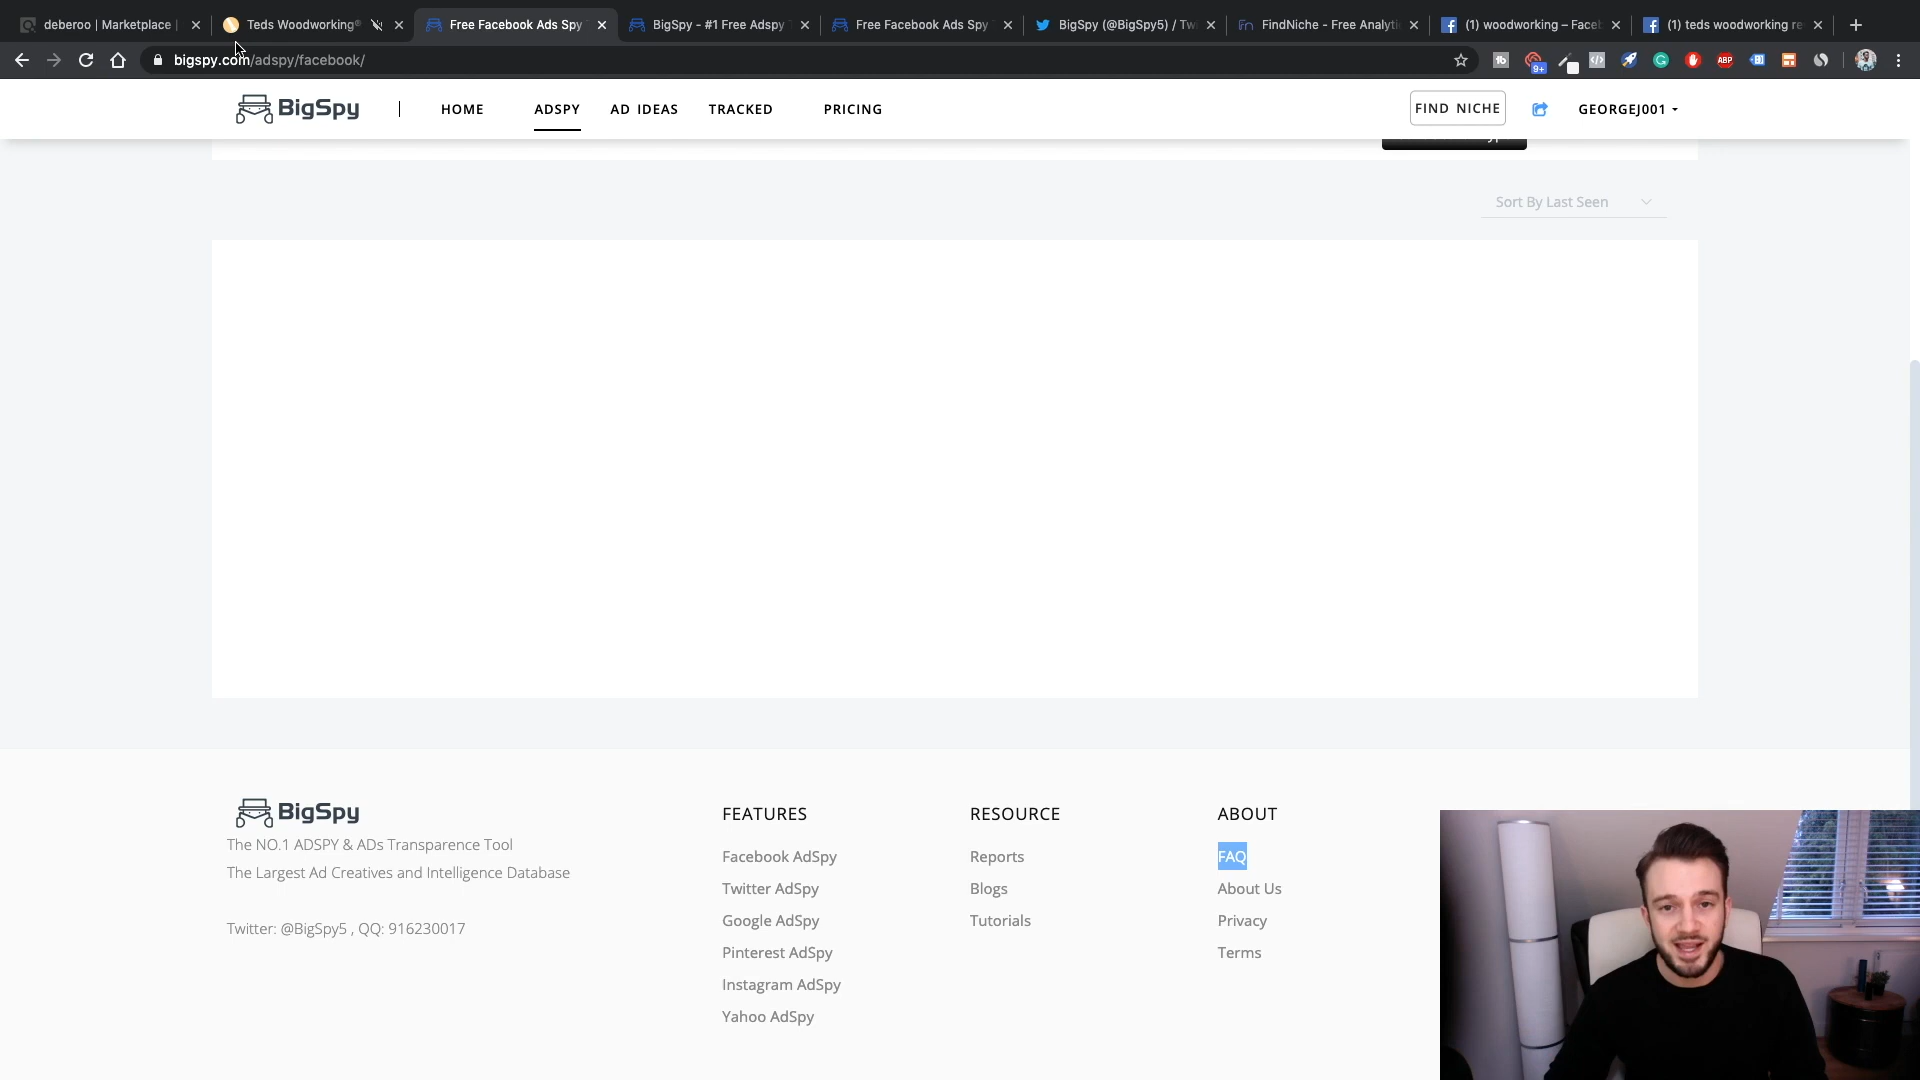 deberoo | Marketplace |
Teds Woodworking®
Free Facebook Ads Spy
BigSpy - #1 Free Adspy
Free Facebook Ads Spy
BigSpy (@BigSpy5) / Tw
FindNiche - Free Analyti
(1) woodworking – Faceb
(1) teds woodworking re
bigspy.com/adspy/facebook/
9+
ABP
BigSpy
HOME
ADSPY
AD IDEAS
TRACKED
PRICING
FIND NICHE
GEORGEJ001
Sort By Last Seen
BigSpy
The NO.1 ADSPY & ADs Transparence Tool
The Largest Ad Creatives and Intelligence Database
Twitter: @BigSpy5 , QQ: 916230017
FEATURES
Facebook AdSpy
Twitter AdSpy
Google AdSpy
Pinterest AdSpy
Instagram AdSpy
Yahoo AdSpy
RESOURCE
Reports
Blogs
Tutorials
ABOUT
FAQ
About Us
Privacy
Terms